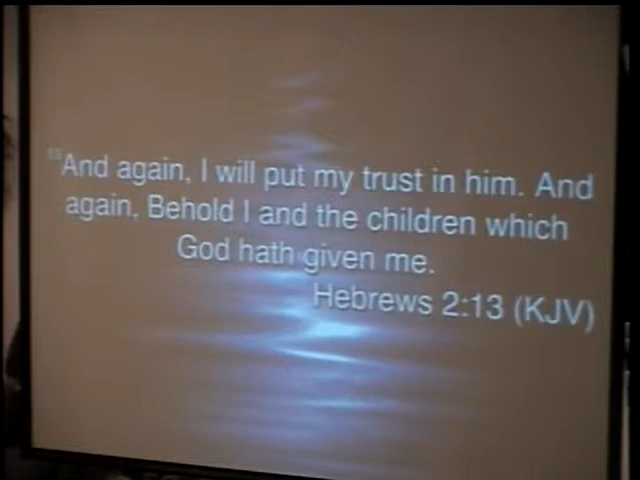 13And again, I will put my trust in him. And
again, Behold I and the children which
God hath given me.
Hebrews 2:13 (KJV)